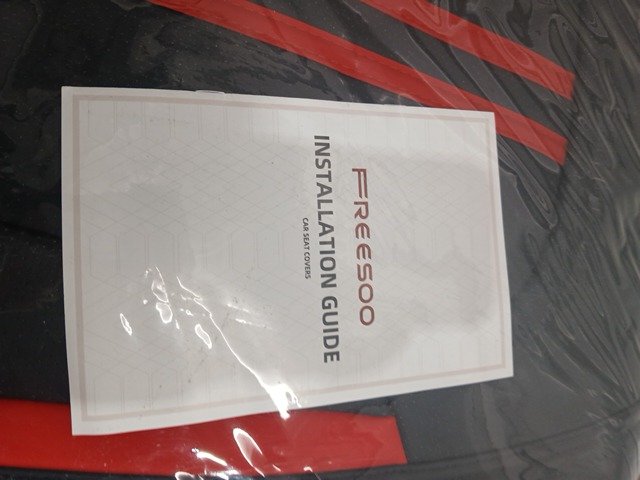 FREESOO
INSTALLATION GUIDE
CAR SEAT COVERS